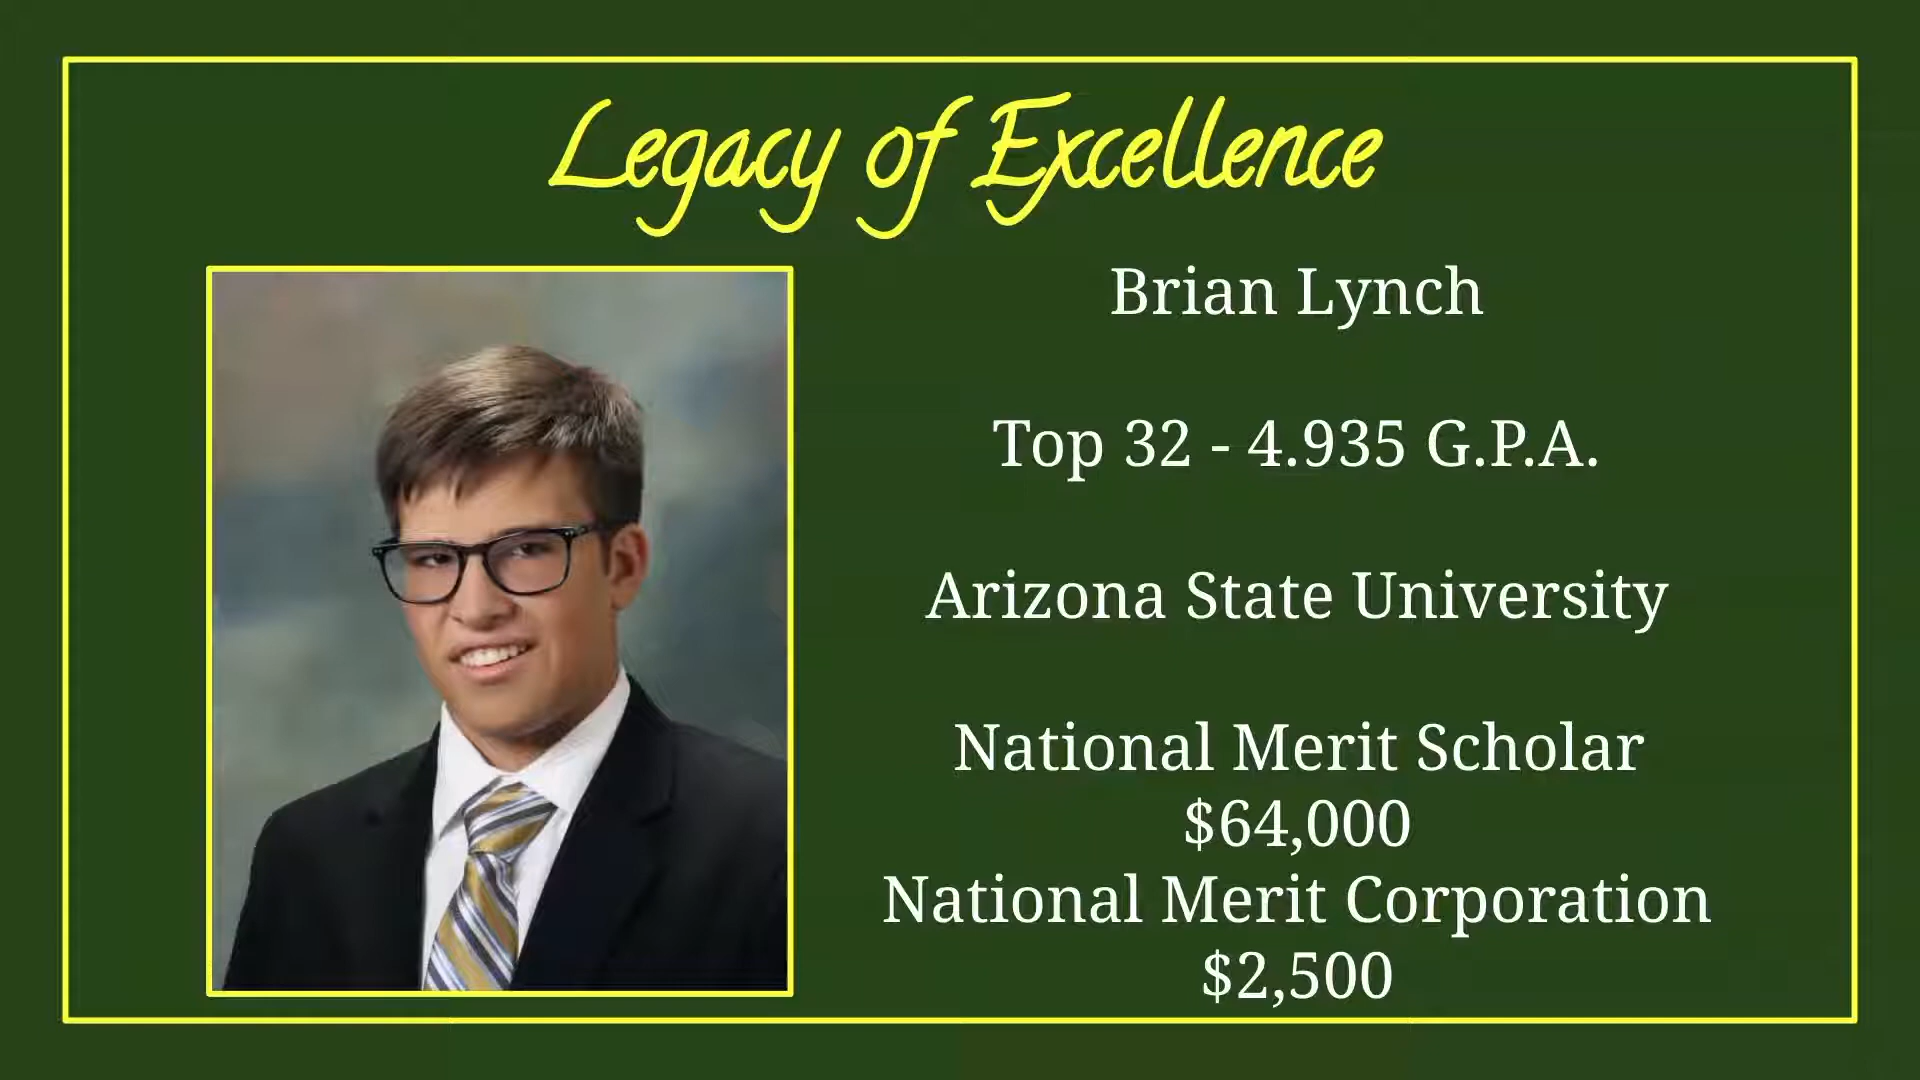 Legacy of Excellence
Brian Lynch
Top 32 - 4.935 G.P.A.
Arizona State University
National Merit Scholar
$64,000
National Merit Corporation
$2,500